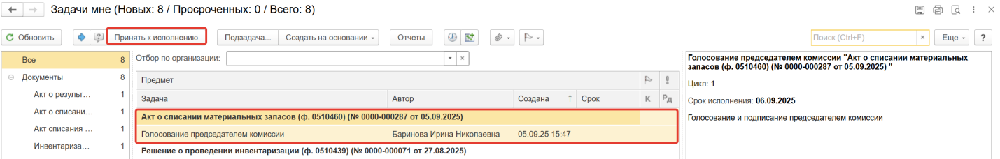 Задачи мне (Новых: 8 / Просроченных: 0 / Всего: 8)
Обновить Принять к исполнению Подзадача... Создать на основании Отчеты Поиск (Ctrl+F) × Еще ?
Все 8
Документы 8
Акт о результ... 1
Акт о списани... 1
Акт списания ... 1
Инвентариза... 1
Отбор по организации:
Предмет
Задача Автор Создана ↑ Срок К Рд
Акт о списании материальных запасов (ф. 0510460) (№ 0000-000287 от 05.09.2025)
Голосование председателем комиссии Баринова Ирина Николаевна 05.09.25 15:47
Решение о проведении инвентаризации (ф. 0510439) (№ 0000-000071 от 27.08.2025)
Голосование председателем комиссии "Акт о списании материальных
запасов (ф. 0510460) (№ 0000-000287 от 05.09.2025) "
Цикл: 1
Срок исполнения: 06.09.2025
Голосование и подписание председателем комиссии